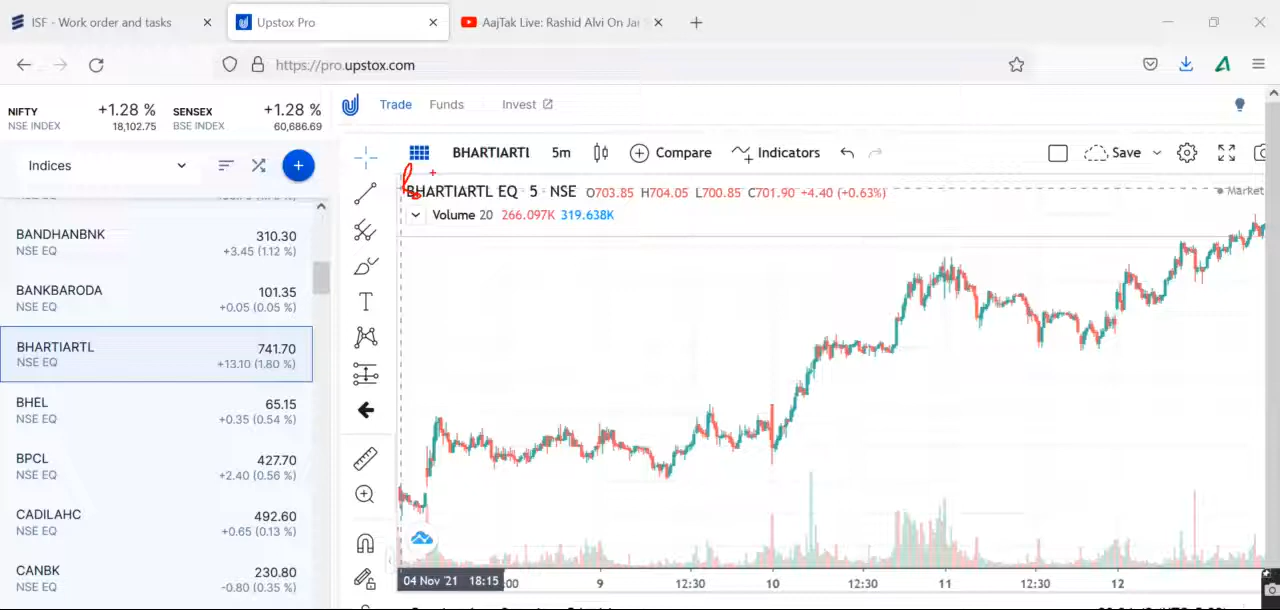 ISF - Work order and tasks
Upstox Pro
AajTak Live: Rashid Alvi On Jai S
https://pro.upstox.com
NIFTY
NSE INDEX
+1.28 %
18,102.75
SENSEX
BSE INDEX
+1.28 %
60,686.69
Trade
Funds
Invest
Indices
BHARTIARTL
5m
Compare
Indicators
Save
BANDHANBNK
310.30
NSE EQ
+3.45 (1.12 %)
BANKBARODA
101.35
NSE EQ
+0.05 (0.05 %)
BHARTIARTL
741.70
NSE EQ
+13.10 (1.80 %)
BHEL
65.15
NSE EQ
+0.35 (0.54 %)
BPCL
427.70
NSE EQ
+2.40 (0.56 %)
CADILAHC
492.60
NSE EQ
+0.65 (0.13 %)
CANBK
230.80
NSE EQ
-0.80 (0.35 %)
BHARTIARTL EQ · 5 · NSE O703.85 H704.05 L700.85 C701.90 +4.40 (+0.63%)
Market
Volume 20 266.097K 319.638K
04 Nov '21 18:15
:00
9
12:30
10
12:30
11
12:30
12